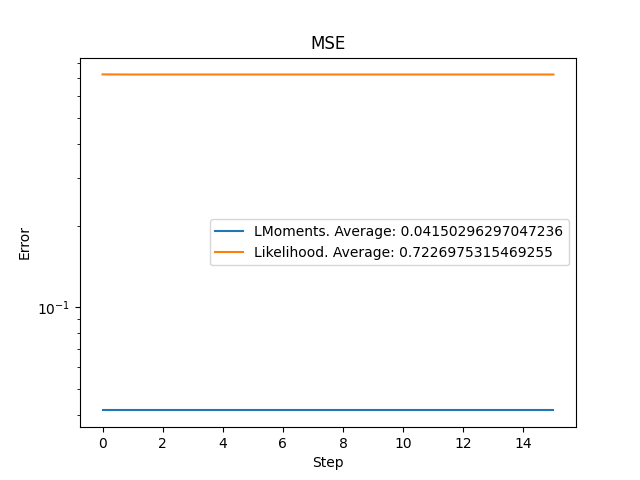 MSE
Error
10⁻¹
LMoments. Average: 0.04150296297047236
Likelihood. Average: 0.7226975315469255
0 2 4 6 8 10 12 14
Step